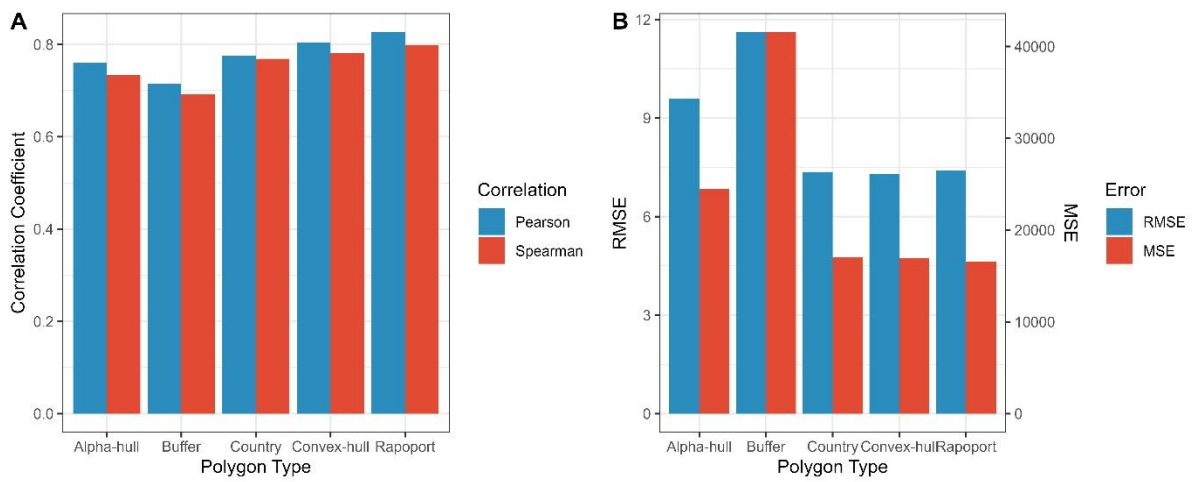 A
0.8
0.6
0.4
0.2
0.0
Correlation Coefficient
Alpha-hull Buffer Country Convex-hull Rapoport
Polygon Type
Correlation
Pearson
Spearman
B
12
9
6
3
0
RMSE
40000
30000
20000
10000
0
MSE
Alpha-hull Buffer Country Convex-hull Rapoport
Polygon Type
Error
RMSE
MSE